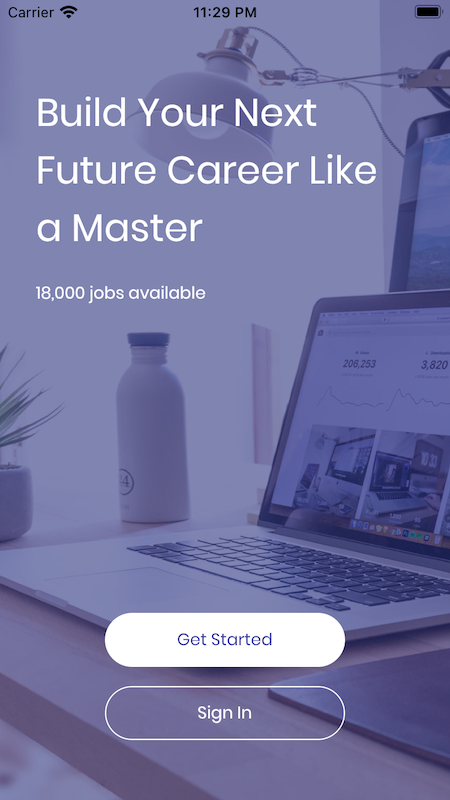 Carrier 11:29 PM
Build Your Next
Future Career Like
a Master
18,000 jobs available
206,253
3,820
Get Started
Sign In